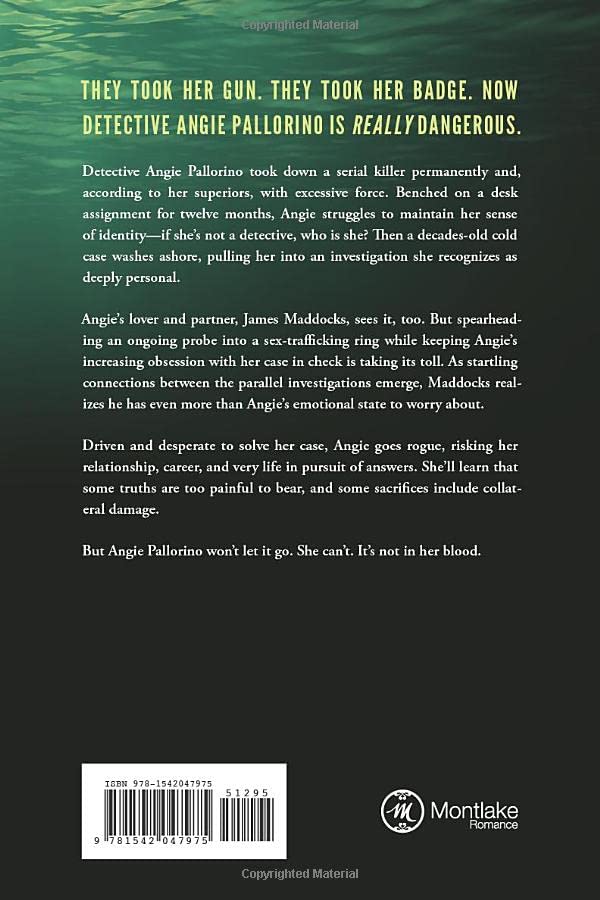 Copyrighted Material
THEY TOOK HER GUN. THEY TOOK HER BADGE. NOW
DETECTIVE ANGIE PALLORINO IS REALLY DANGEROUS.
Detective Angie Pallorino took down a serial killer permanently and,
according to her superiors, with excessive force. Benched on a desk
assignment for twelve months, Angie struggles to maintain her sense
of identity—if she’s not a detective, who is she? Then a decades-old cold
case washes ashore, pulling her into an investigation she recognizes as
deeply personal.
Angie’s lover and partner, James Maddocks, sees it, too. But spearhead-
ing an ongoing probe into a sex-trafficking ring while keeping Angie’s
increasing obsession with her case in check is taking its toll. As startling
connections between the parallel investigations emerge, Maddocks real-
izes he has even more than Angie’s emotional state to worry about.
Driven and desperate to solve her case, Angie goes rogue, risking her
relationship, career, and very life in pursuit of answers. She’ll learn that
some truths are too painful to bear, and some sacrifices include collat-
eral damage.
But Angie Pallorino won’t let it go. She can’t. It’s not in her blood.
ISBN 978-1542047975
51295
9 781542 047975
m
Montlake
Romance
Copyrighted Material